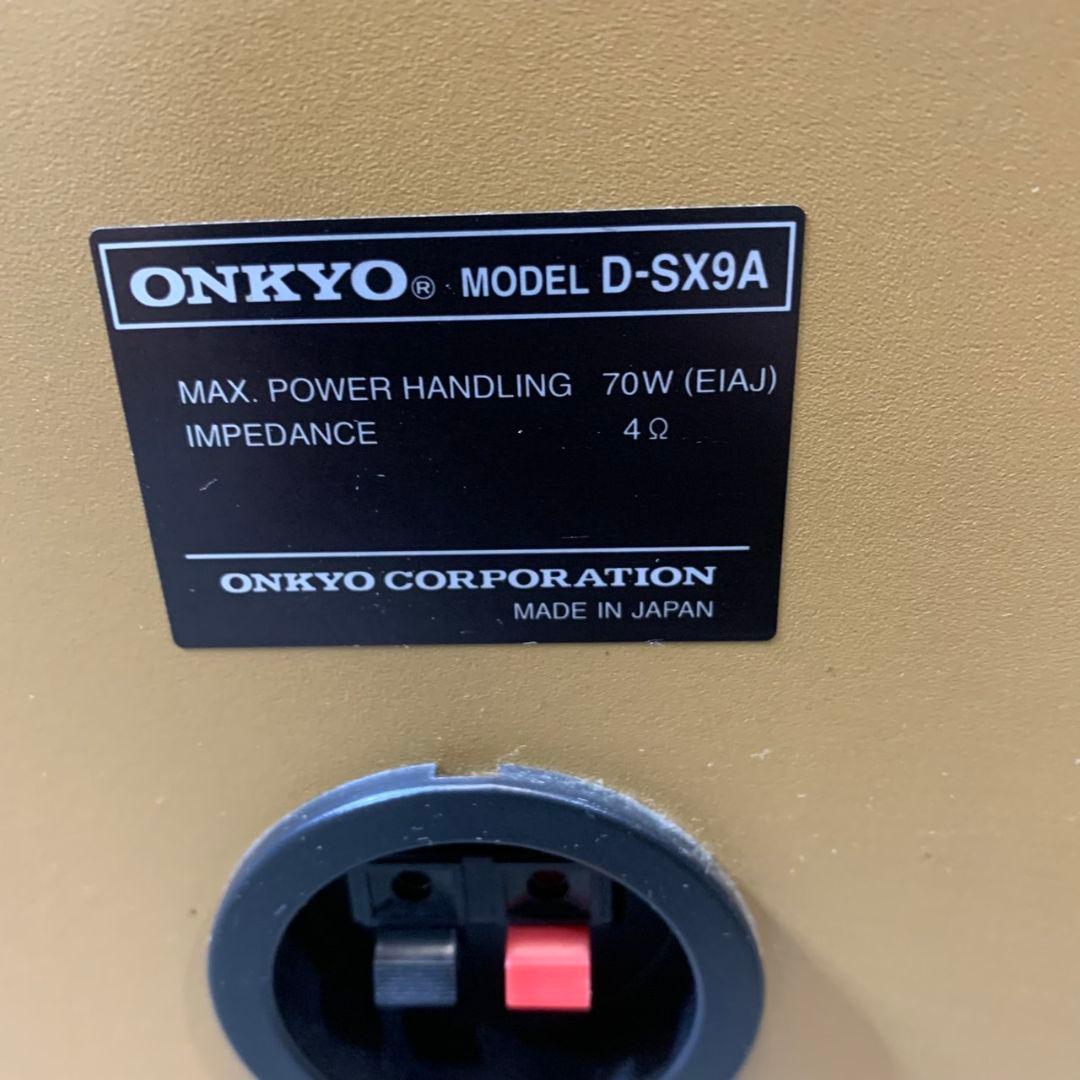 ONKYO® MODEL D-SX9A
MAX. POWER HANDLING 70W (EIAJ)
IMPEDANCE 4Ω
ONKYO CORPORATION
MADE IN JAPAN